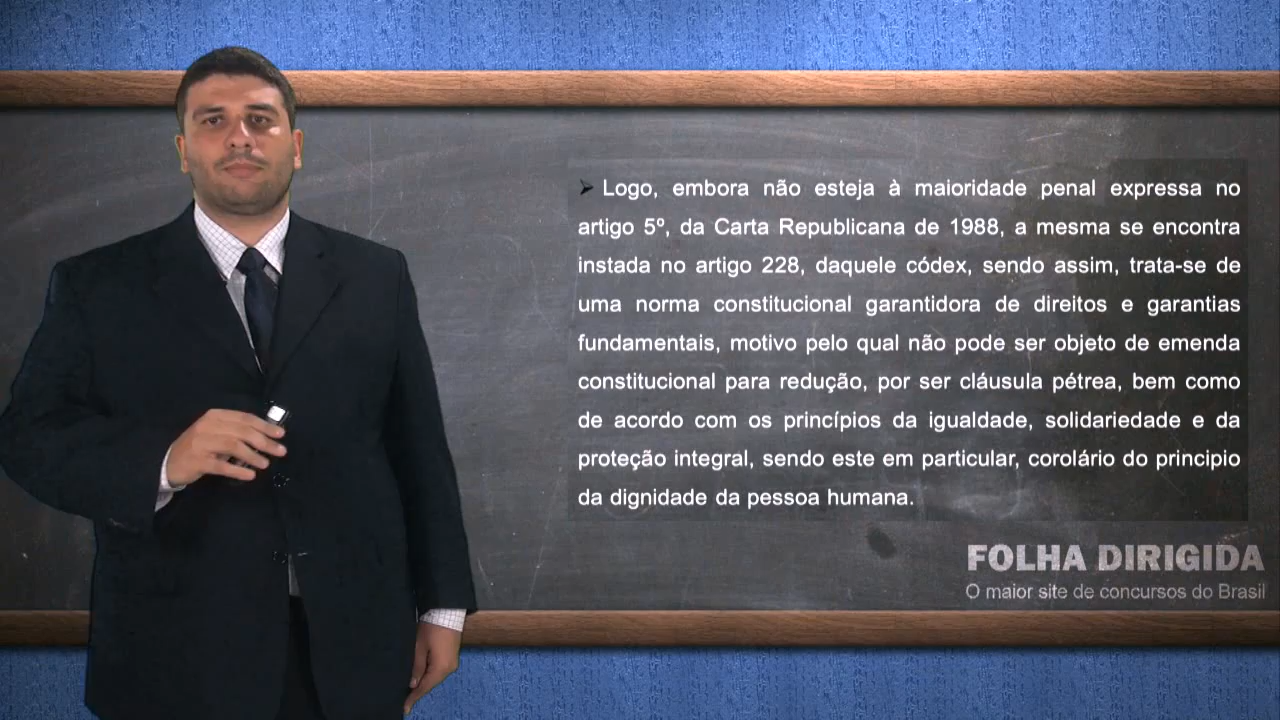 ➢ Logo, embora não esteja à maioridade penal expressa no
artigo 5º, da Carta Republicana de 1988, a mesma se encontra
instada no artigo 228, daquele códex, sendo assim, trata-se de
uma norma constitucional garantidora de direitos e garantias
fundamentais, motivo pelo qual não pode ser objeto de emenda
constitucional para redução, por ser cláusula pétrea, bem como
de acordo com os princípios da igualdade, solidariedade e da
proteção integral, sendo este em particular, corolário do principio
da dignidade da pessoa humana.
FOLHA DIRIGIDA
O maior site de concursos do Brasil